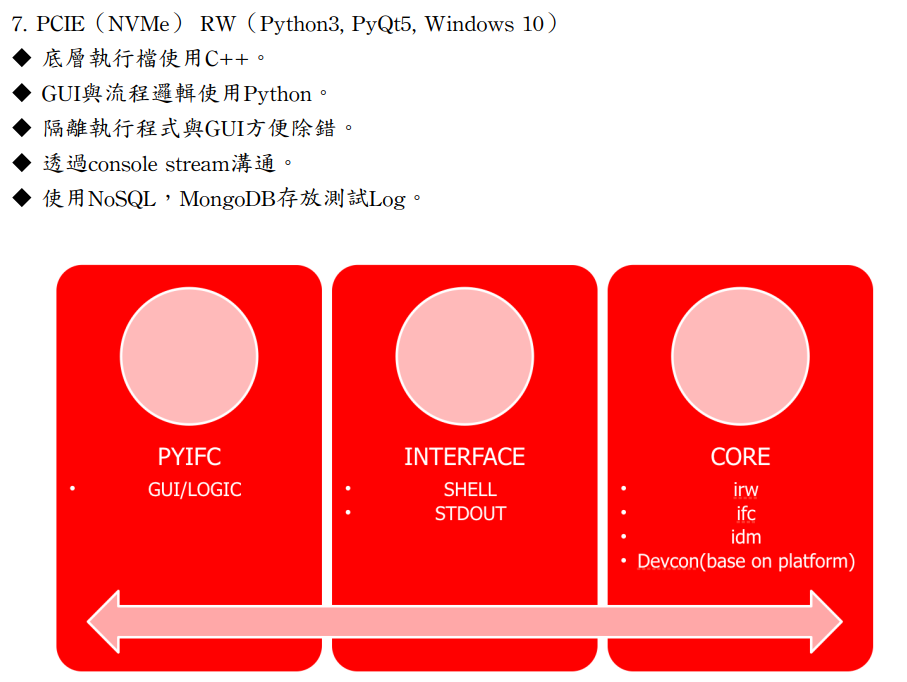 7. PCIE（NVMe） RW（Python3, PyQt5, Windows 10）
◆ 底層執行檔使用C++。
◆ GUI與流程邏輯使用Python。
◆ 隔離執行程式與GUI方便除錯。
◆ 透過console stream溝通。
◆ 使用NoSQL，MongoDB存放測試Log。
PYIFC
• GUI/LOGIC
INTERFACE
• SHELL
• STDOUT
CORE
• irw
• ifc
• idm
• Devcon(base on platform)